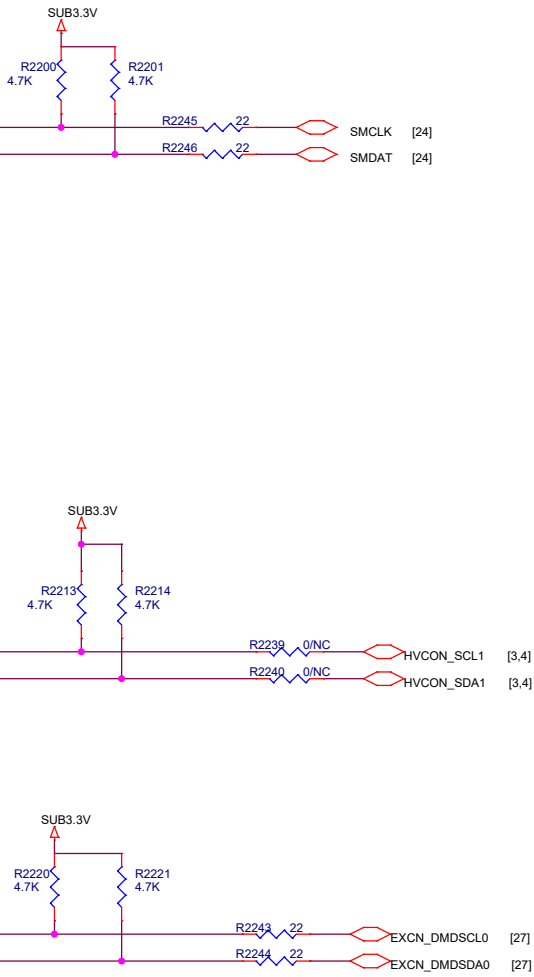 SUB3.3V
R2200 R2201
4.7K 4.7K
R2245 22 SMCLK [24]
R2246 22 SMDAT [24]
SUB3.3V
R2213 R2214
4.7K 4.7K
R2239 0/NC HVCON_SCL1 [3,4]
R2240 0/NC HVCON_SDA1 [3,4]
SUB3.3V
R2220 R2221
4.7K 4.7K
R2243 22 EXCN_DMDSCL0 [27]
R2244 22 EXCN_DMDSDA0 [27]